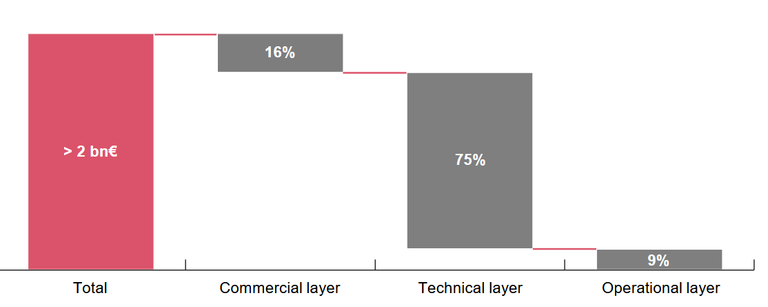 16%
> 2 bn€
75%
9%
Total
Commercial layer
Technical layer
Operational layer